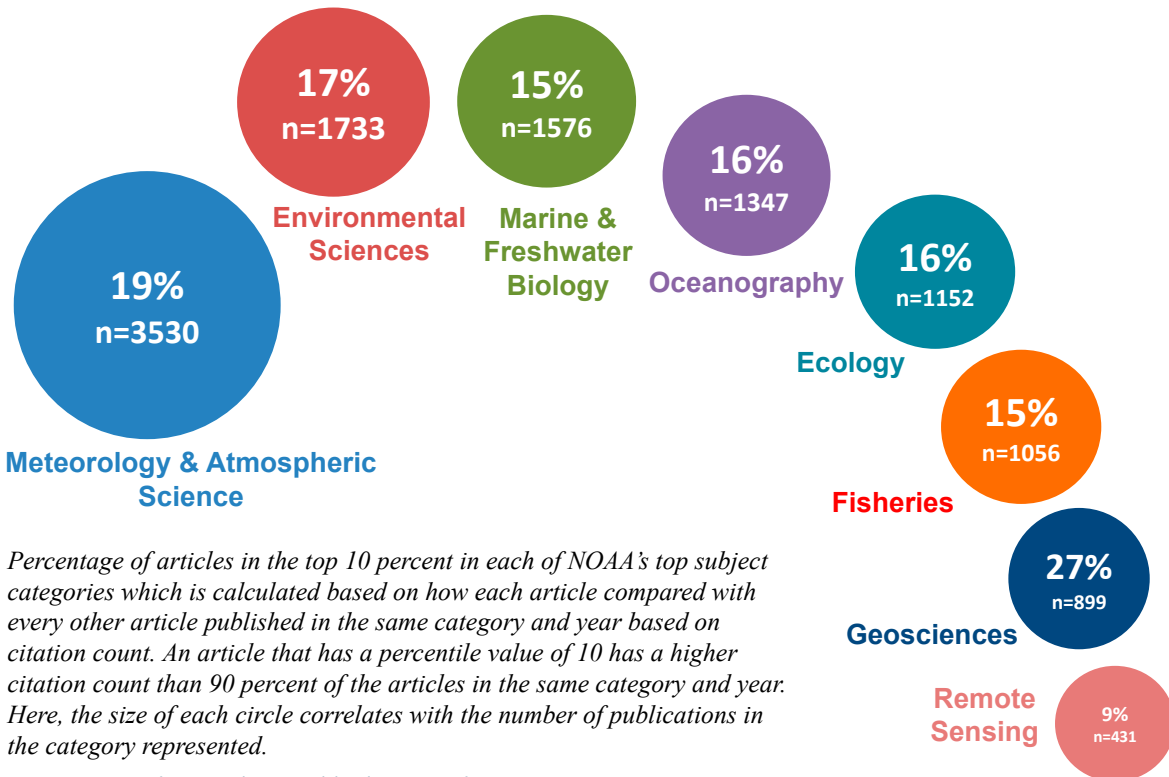 17%
n=1733
Environmental
Sciences
15%
n=1576
Marine &
Freshwater
Biology
16%
n=1347
Oceanography
19%
n=3530
Meteorology & Atmospheric
Science
16%
n=1152
Ecology
15%
n=1056
Fisheries
27%
n=899
Geosciences
9%
n=431
Remote
Sensing
Percentage of articles in the top 10 percent in each of NOAA’s top subject
categories which is calculated based on how each article compared with
every other article published in the same category and year based on
citation count. An article that has a percentile value of 10 has a higher
citation count than 90 percent of the articles in the same category and year.
Here, the size of each circle correlates with the number of publications in
the category represented.